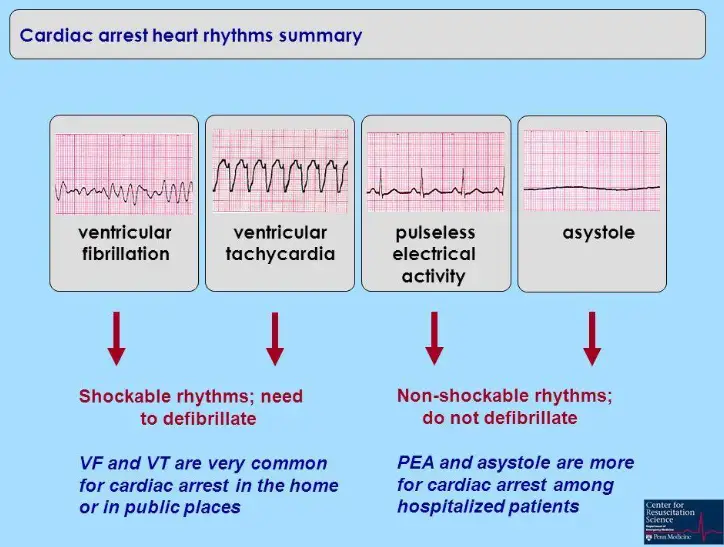 Cardiac arrest heart rhythms summary
ventricular
fibrillation
ventricular
tachycardia
pulseless
electrical
activity
asystole
Shockable rhythms; need
to defibrillate
Non-shockable rhythms;
do not defibrillate
VF and VT are very common
for cardiac arrest in the home
or in public places
PEA and asystole are more
for cardiac arrest among
hospitalized patients
Center for
Resuscitation
Science
Penn Medicine